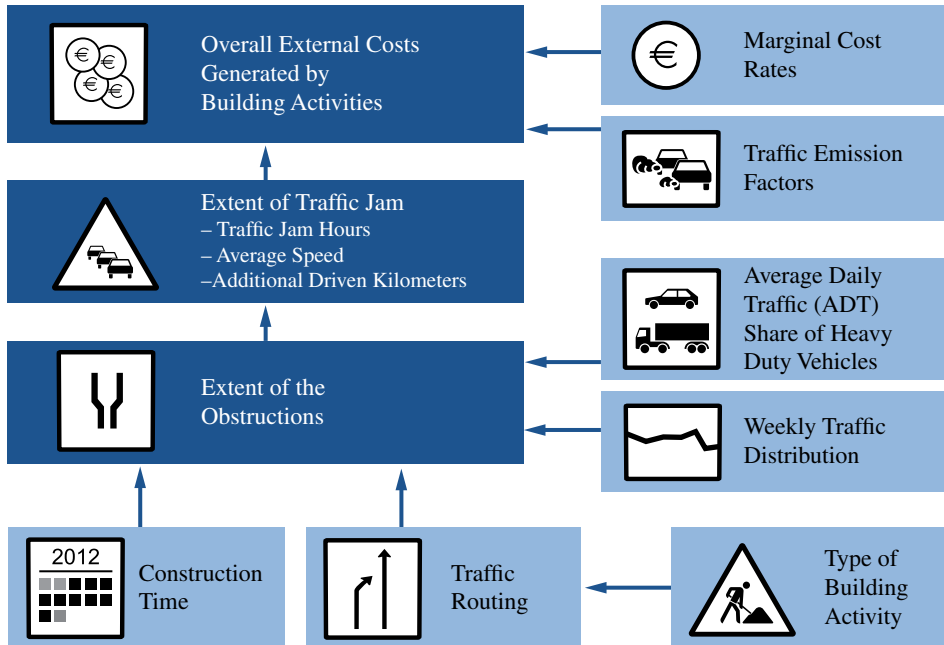 Overall External Costs
Generated by
Building Activities
Marginal Cost
Rates
Traffic Emission
Factors
Extent of Traffic Jam
– Traffic Jam Hours
– Average Speed
–Additional Driven Kilometers
Average Daily
Traffic (ADT)
Share of Heavy
Duty Vehicles
Extent of the
Obstructions
Weekly Traffic
Distribution
2012
Construction
Time
Traffic
Routing
Type of
Building
Activity